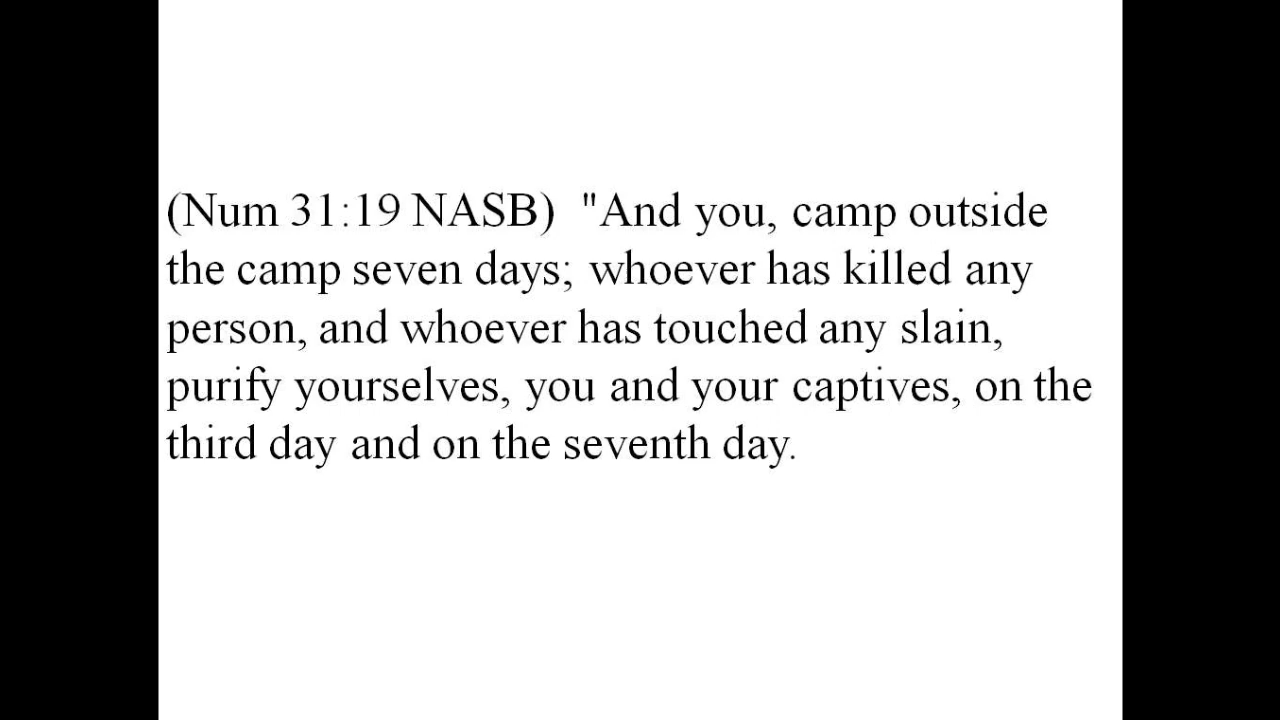 (Num 31:19 NASB)  "And you, camp outside
the camp seven days; whoever has killed any
person, and whoever has touched any slain,
purify yourselves, you and your captives, on the
third day and on the seventh day.